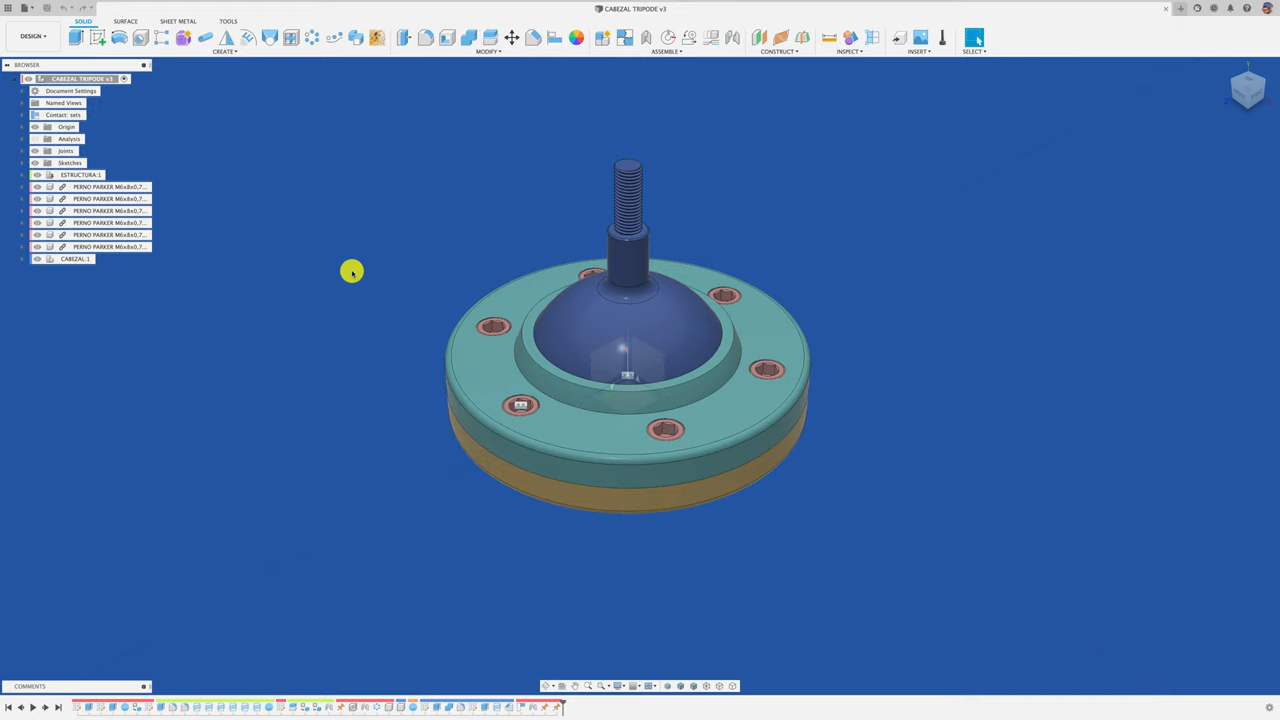 CABEZAL TRIPODE v3
SOLID
SURFACE
SHEET METAL
TOOLS
DESIGN
CREATE
MODIFY
ASSEMBLE
CONSTRUCT
INSPECT
INSERT
SELECT
BROWSER
CABEZAL TRIPODE v3
Document Settings
Named Views
Contact: sets
Origin
Analysis
Joints
Sketches
ESTRUCTURA:1
PERNO PARKER M6x8x0,7...
PERNO PARKER M6x8x0,7...
PERNO PARKER M6x8x0,7...
PERNO PARKER M6x8x0,7...
PERNO PARKER M6x8x0,7...
PERNO PARKER M6x8x0,7...
CABEZAL:1
COMMENTS